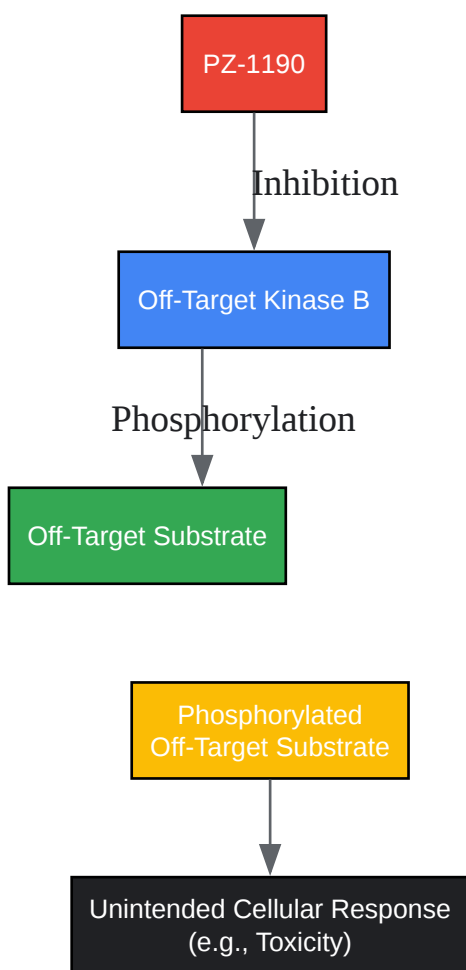 PZ-1190
Inhibition
Off-Target Kinase B
Phosphorylation
Off-Target Substrate
Phosphorylated
Off-Target Substrate
Unintended Cellular Response
(e.g., Toxicity)